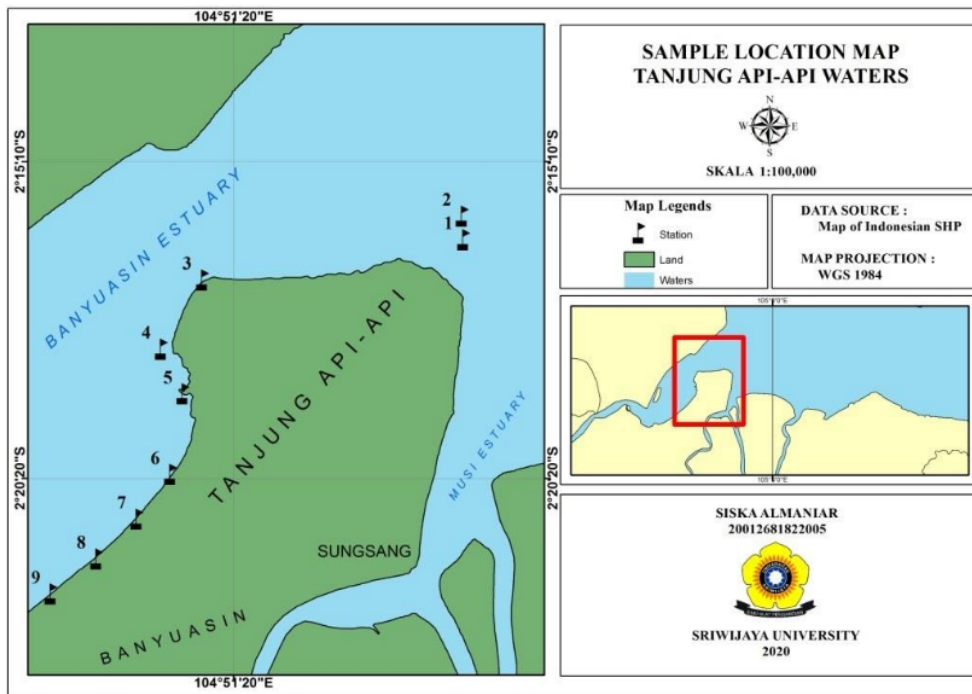 104°51'20"E
2°15'10"S
2°15'10"S
BANYUASIN ESTUARY
2
1
3
4
5
6
7
8
9
TANJUNG API-API
MUSI ESTUARY
2°20'20"S
2°20'20"S
SUNGSANG
BANYUASIN
104°51'20"E
SAMPLE LOCATION MAP
TANJUNG API-API WATERS
N
W E
S
SKALA 1:100,000
Map Legends
Station
Land
Waters
DATA SOURCE :
Map of Indonesian SHP
MAP PROJECTION :
WGS 1984
SISKA ALMANIAR
20012681822005
SRIWIJAYA UNIVERSITY
2020